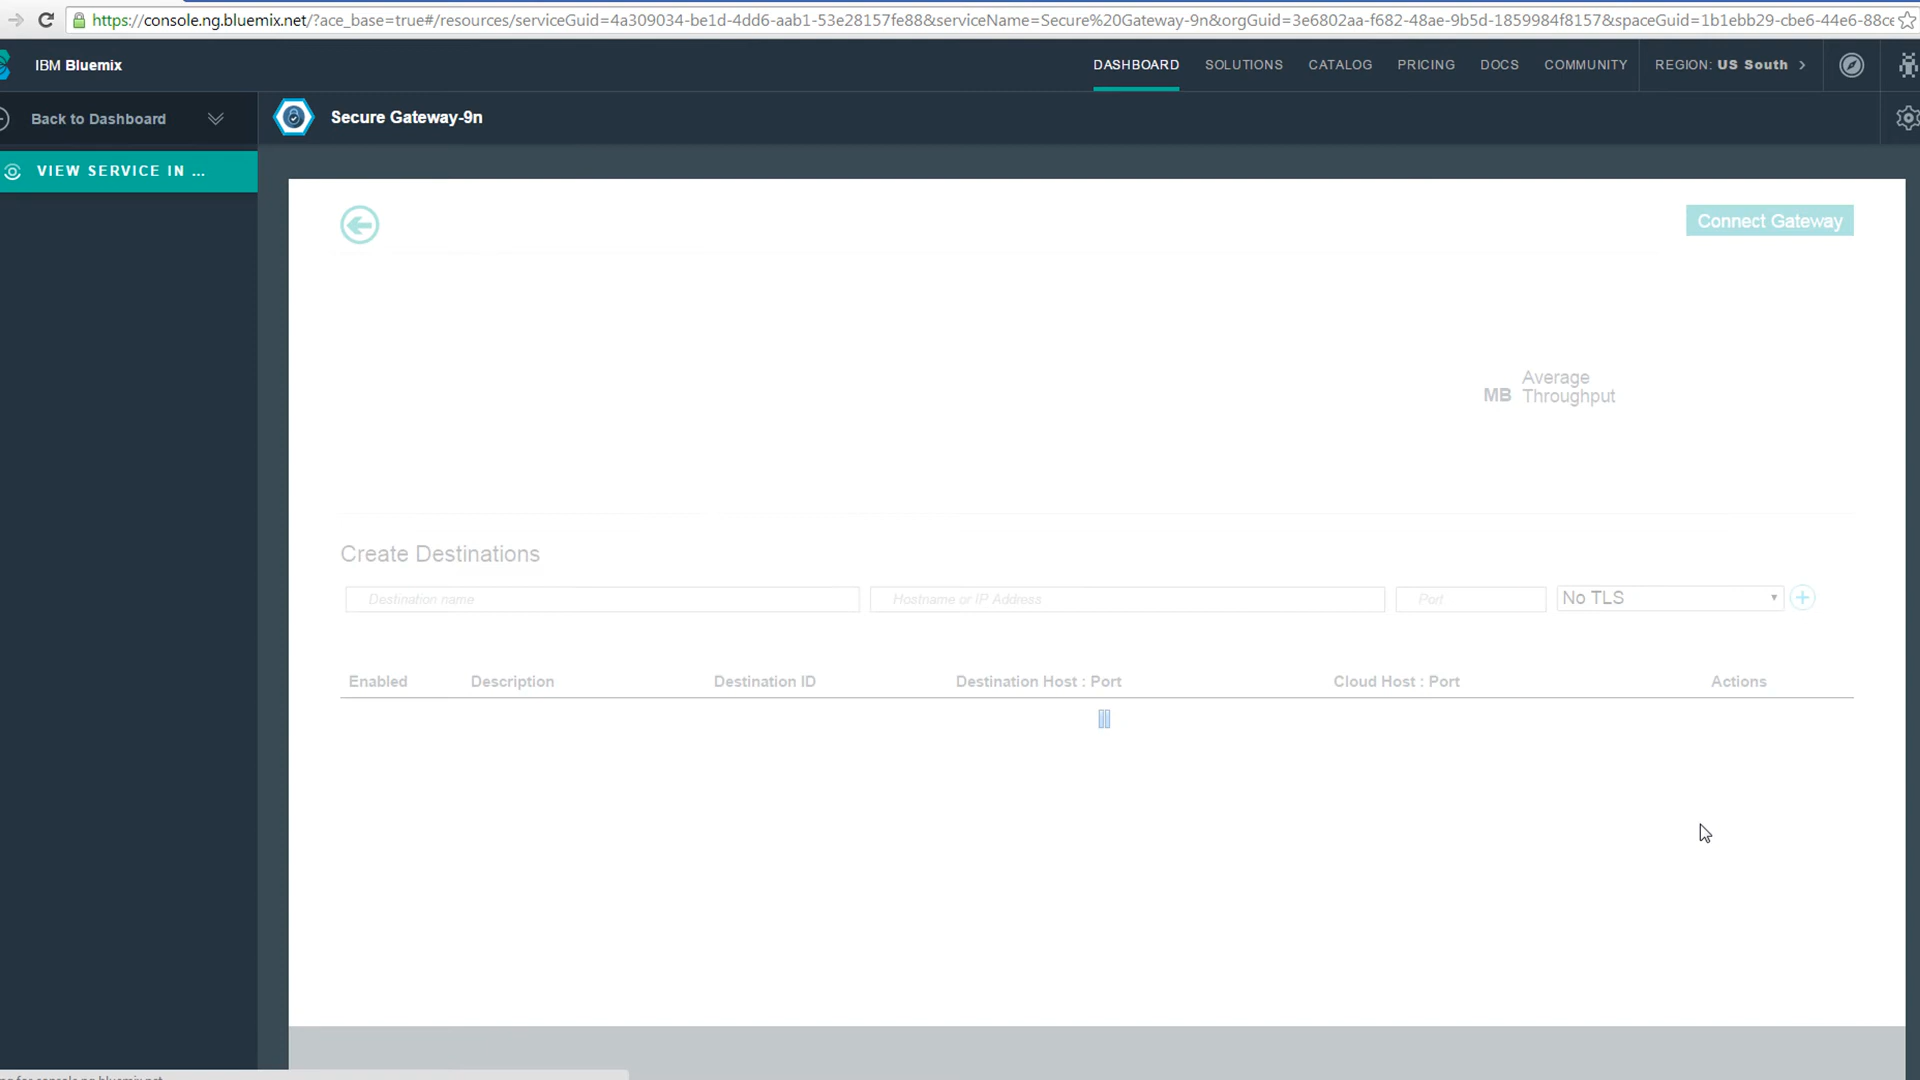 https://console.ng.bluemix.net/?ace_base=true#/resources/serviceGuid=4a309034-be1d-4dd6-aab1-53e28157fe88&serviceName=Secure%20Gateway-9n&orgGuid=3e6802aa-f682-48ae-9b5d-1859984f8157&spaceGuid=1b1ebb29-cbe6-44e6-88ce
IBM Bluemix
DASHBOARD SOLUTIONS CATALOG PRICING DOCS COMMUNITY REGION: US South
Back to Dashboard
Secure Gateway-9n
VIEW SERVICE IN ...
Connect Gateway
MB Average
Throughput
Create Destinations
Destination name Hostname or IP Address Port No TLS
Enabled Description Destination ID Destination Host : Port Cloud Host : Port Actions